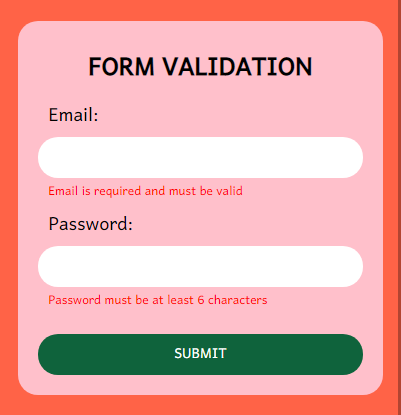 FORM VALIDATION
Email:
Email is required and must be valid
Password:
Password must be at least 6 characters
SUBMIT